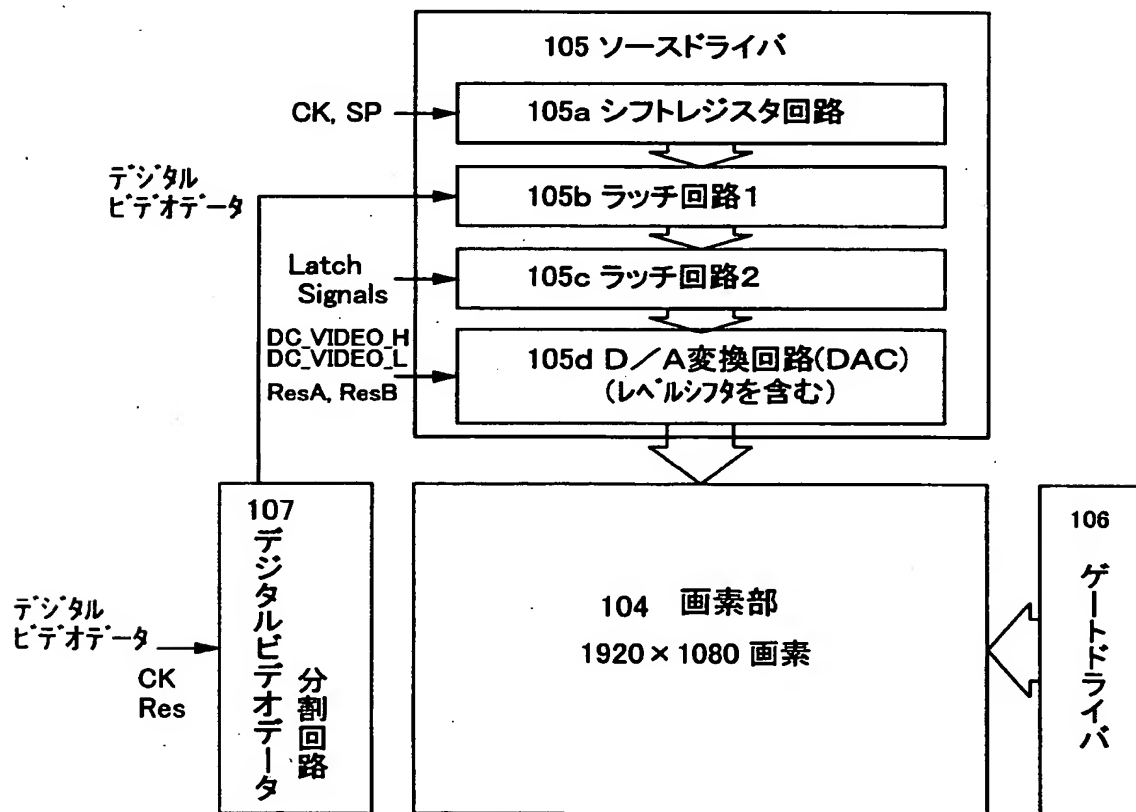 105 ソースドライバ
CK, SP
105a シフトレジスタ回路
デジタル
ビデオデータ
105b ラッチ回路1
Latch
Signals
105c ラッチ回路2
DC_VIDEO_H
DC_VIDEO_L
ResA, ResB
105d D/A変換回路(DAC)
(レベルシフタを含む)
107
デジタルビデオデータ
分割回路
デジタル
ビデオデータ
CK
Res
104 画素部
1920×1080 画素
106
ゲートドライバ